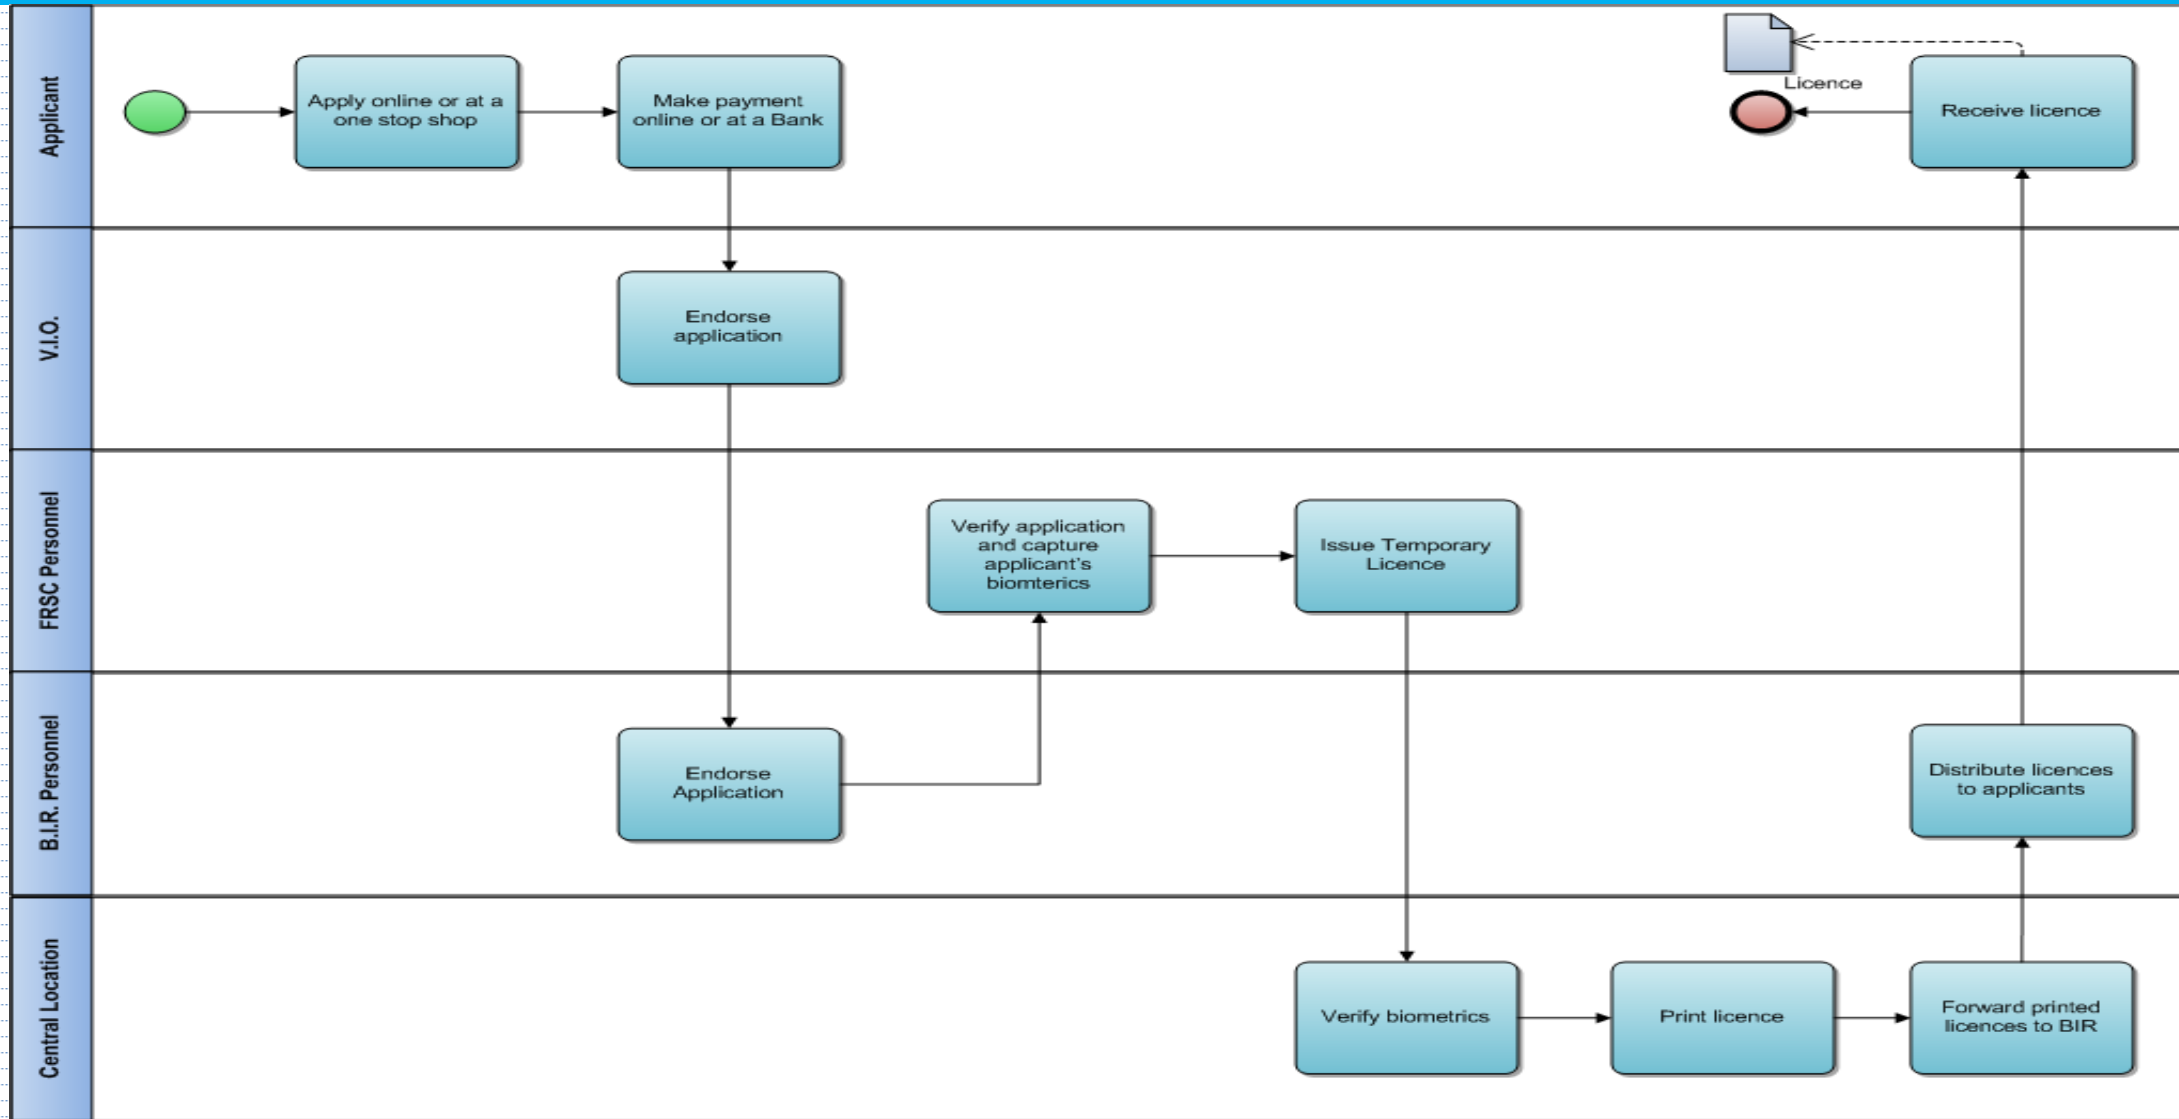 Applicant
Apply online or at a
one stop shop
Make payment
online or at a Bank
Licence
Receive licence
V.I.O.
Endorse
application
FRSC Personnel
Verify application
and capture
applicant's
biomterics
Issue Temporary
Licence
B.I.R. Personnel
Endorse
Application
Distribute licences
to applicants
Central Location
Verify biometrics
Print licence
Forward printed
licences to BIR